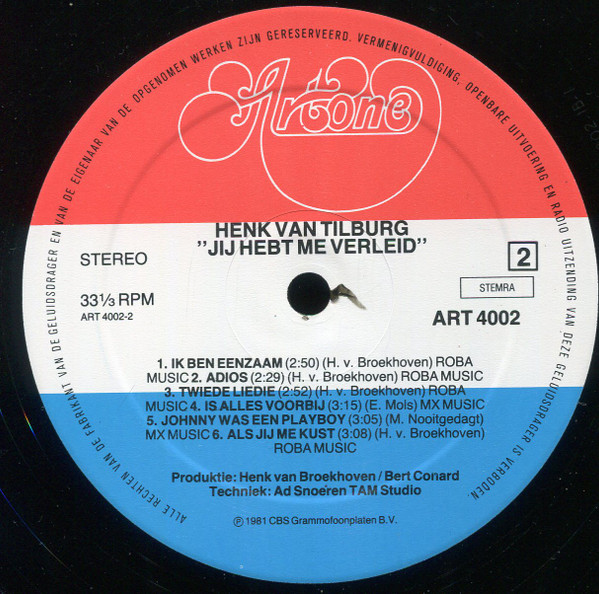 ALLE RECHTEN VAN DE FABRIKANT VAN DE GELUIDSDRAGER EN VAN DE EIGENAAR VAN DE OPGENOMEN WERKEN ZIJN GERESERVEERD. VERMENIGVULDIGING, OPENBARE UITVOERING EN RADIO UITZENDING VAN DEZE GELUIDSDRAGER IS VERBODEN.
Artone
HENK VAN TILBURG
"JIJ HEBT ME VERLEID"
STEREO
2
STEMRA
33 1/3 RPM
ART 4002-2
ART 4002
1. IK BEN EENZAAM (2:50) (H. v. Broekhoven) ROBA
MUSIC 2. ADIOS (2:29) (H. v. Broekhoven) ROBA MUSIC
3. TWIEDE LIEDIE (2:52) (H. v. Broekhoven) ROBA
MUSIC 4. IS ALLES VOORBIJ (3:15) (E. Mols) MX MUSIC
5. JOHNNY WAS EEN PLAYBOY (3:05) (M. Nooitgedagt)
MX MUSIC 6. ALS JIJ ME KUST (3:08) (H. v. Broekhoven)
ROBA MUSIC
Produktie: Henk van Broekhoven / Bert Conard
Techniek: Ad Snoeren TAM Studio
℗ 1981 CBS Grammofoonplaten B.V.